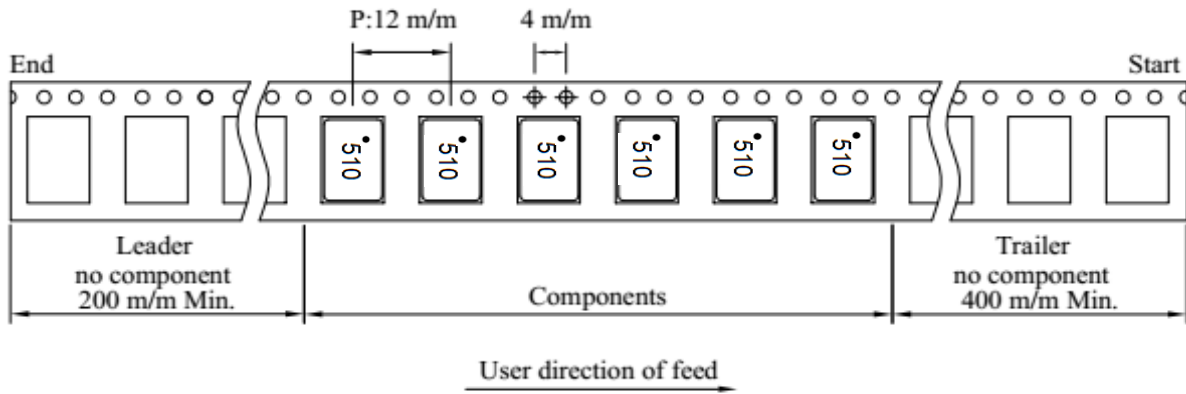 P:12 m/m
4 m/m
End
Start
510
510
510
510
510
510
Leader
no component
200 m/m Min.
Components
Trailer
no component
400 m/m Min.
User direction of feed